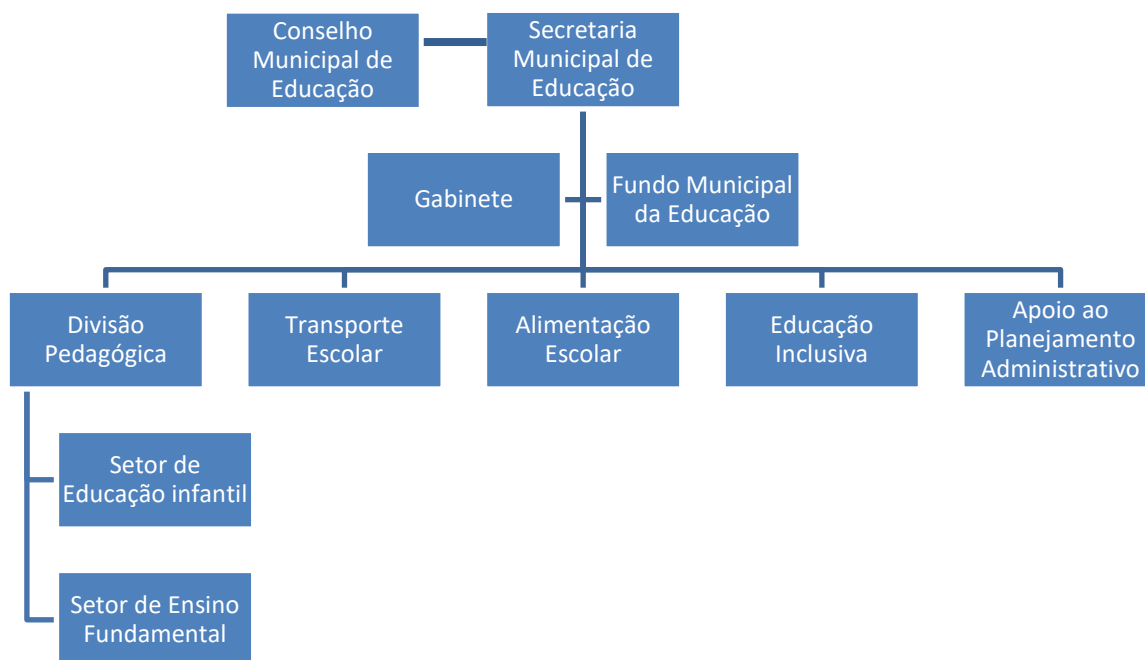 Conselho
Municipal de
Educação
Secretaria
Municipal de
Educação
Gabinete
Fundo Municipal
da Educação
Divisão
Pedagógica
Transporte
Escolar
Alimentação
Escolar
Educação
Inclusiva
Apoio ao
Planejamento
Administrativo
Setor de
Educação infantil
Setor de Ensino
Fundamental